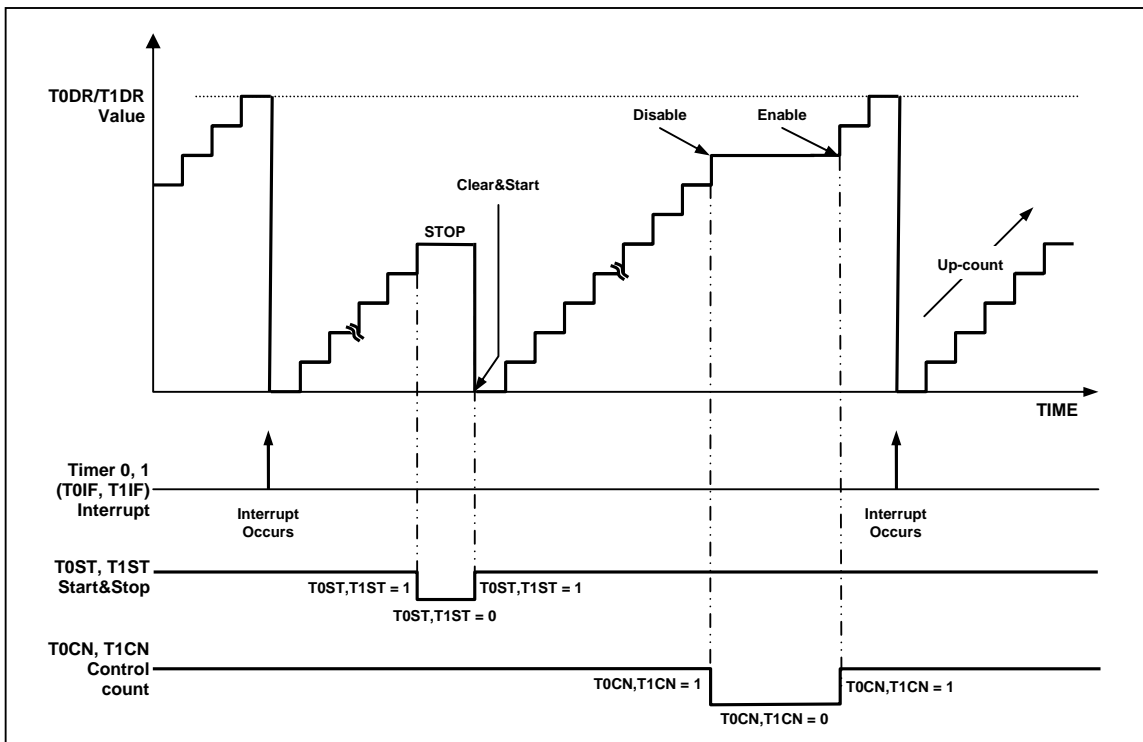 T0DR/T1DR
Value
Disable
Enable
Clear&Start
STOP
Up-count
TIME
Timer 0, 1
(T0IF, T1IF)
Interrupt
Interrupt
Occurs
Interrupt
Occurs
T0ST, T1ST
Start&Stop
T0ST,T1ST = 1
T0ST,T1ST = 1
T0ST,T1ST = 0
T0CN, T1CN
Control
count
T0CN,T1CN = 1
T0CN,T1CN = 1
T0CN,T1CN = 0